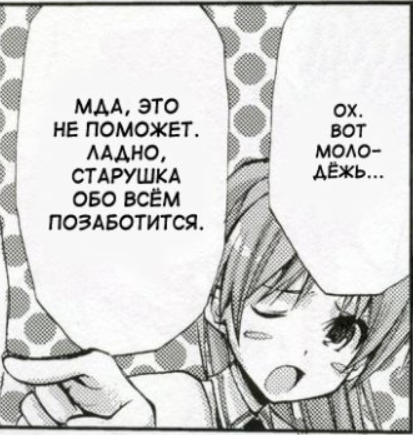 ОХ.
ВОТ
МОЛО-
ДЁЖЬ...
МДА, ЭТО
НЕ ПОМОЖЕТ.
ЛАДНО,
СТАРУШКА
ОБО ВСЁМ
ПОЗАБОТИТСЯ.